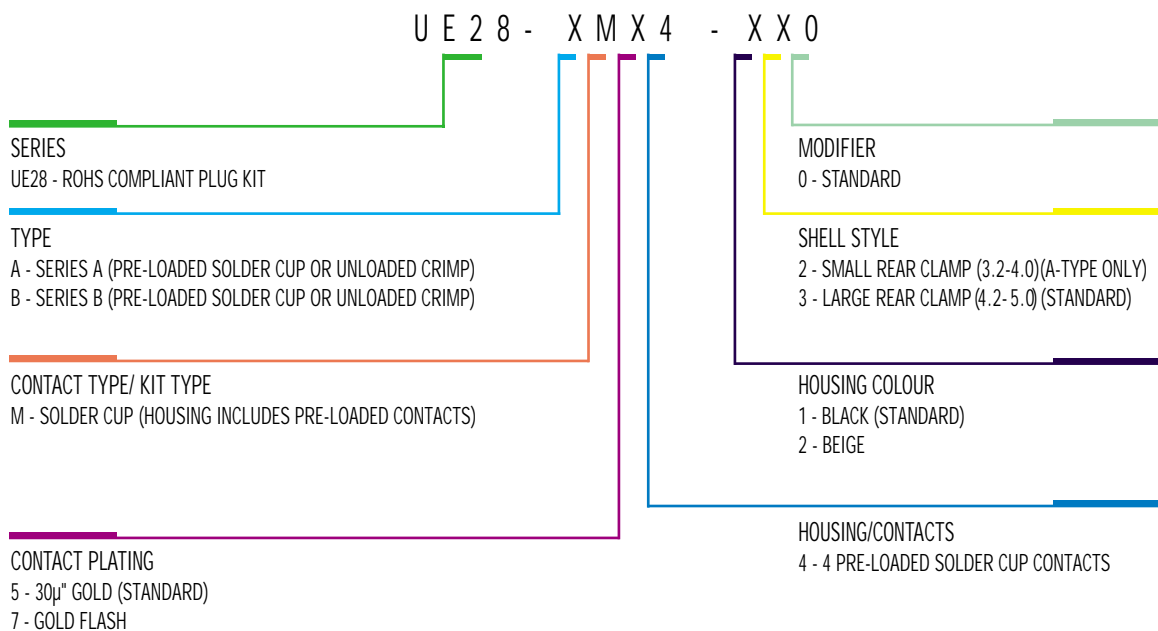 UE28- XMX4 - XX0
SERIES
UE28 - ROHS COMPLIANT PLUG KIT
TYPE
A - SERIES A (PRE-LOADED SOLDER CUP OR UNLOADED CRIMP)
B - SERIES B (PRE-LOADED SOLDER CUP OR UNLOADED CRIMP)
CONTACT TYPE/ KIT TYPE
M - SOLDER CUP (HOUSING INCLUDES PRE-LOADED CONTACTS)
CONTACT PLATING
5 - 30µ" GOLD (STANDARD)
7 - GOLD FLASH
MODIFIER
0 - STANDARD
SHELL STYLE
2 - SMALL REAR CLAMP (3.2-4.0)(A-TYPE ONLY)
3 - LARGE REAR CLAMP (4.2-5.0) (STANDARD)
HOUSING COLOUR
1 - BLACK (STANDARD)
2 - BEIGE
HOUSING/CONTACTS
4 - 4 PRE-LOADED SOLDER CUP CONTACTS